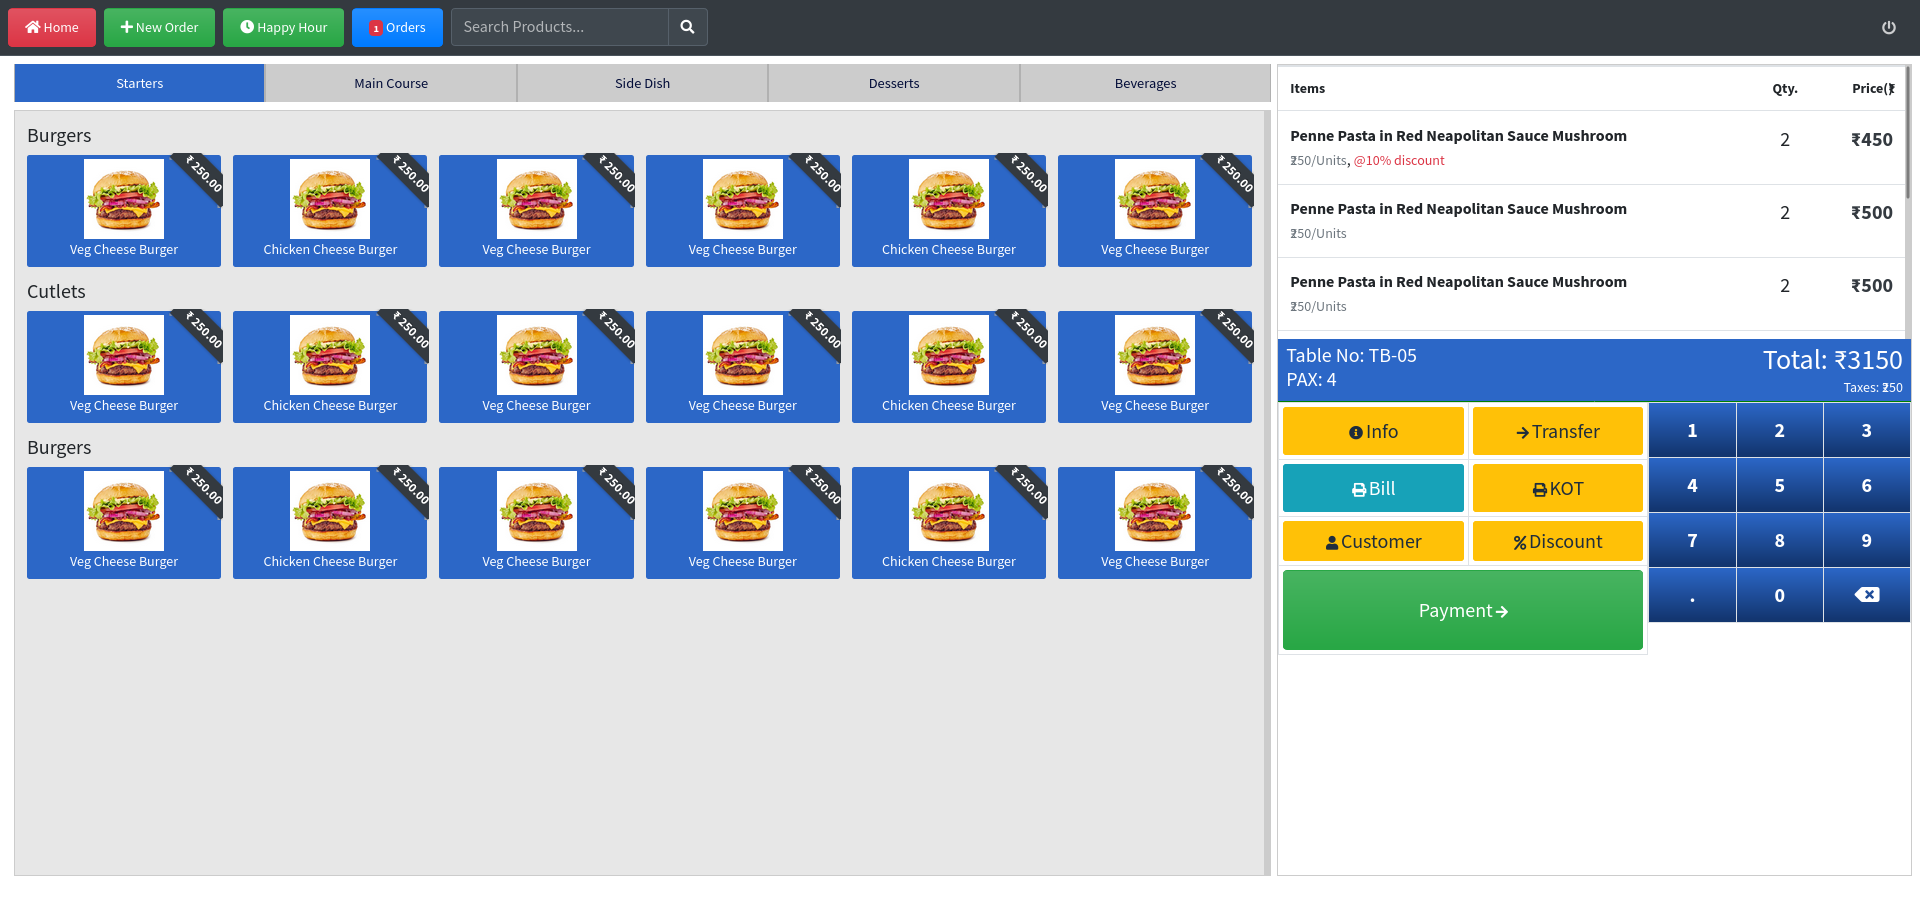 Home New Order Happy Hour 1 Orders Search Products...
Starters Main Course Side Dish Desserts Beverages
Burgers
₹250.00 ₹250.00 ₹250.00 ₹250.00 ₹250.00 ₹250.00
Veg Cheese Burger Chicken Cheese Burger Veg Cheese Burger Veg Cheese Burger Chicken Cheese Burger Veg Cheese Burger
Cutlets
₹250.00 ₹250.00 ₹250.00 ₹250.00 ₹250.00 ₹250.00
Veg Cheese Burger Chicken Cheese Burger Veg Cheese Burger Veg Cheese Burger Chicken Cheese Burger Veg Cheese Burger
Burgers
₹250.00 ₹250.00 ₹250.00 ₹250.00 ₹250.00 ₹250.00
Veg Cheese Burger Chicken Cheese Burger Veg Cheese Burger Veg Cheese Burger Chicken Cheese Burger Veg Cheese Burger
Items Qty. Price(₹)
Penne Pasta in Red Neapolitan Sauce Mushroom 2 ₹450
₹250/Units, @10% discount
Penne Pasta in Red Neapolitan Sauce Mushroom 2 ₹500
₹250/Units
Penne Pasta in Red Neapolitan Sauce Mushroom 2 ₹500
₹250/Units
Table No: TB-05 Total: ₹3150
PAX: 4 Taxes: ₹250
Info Transfer 1 2 3
Bill KOT 4 5 6
Customer Discount 7 8 9
Payment . 0